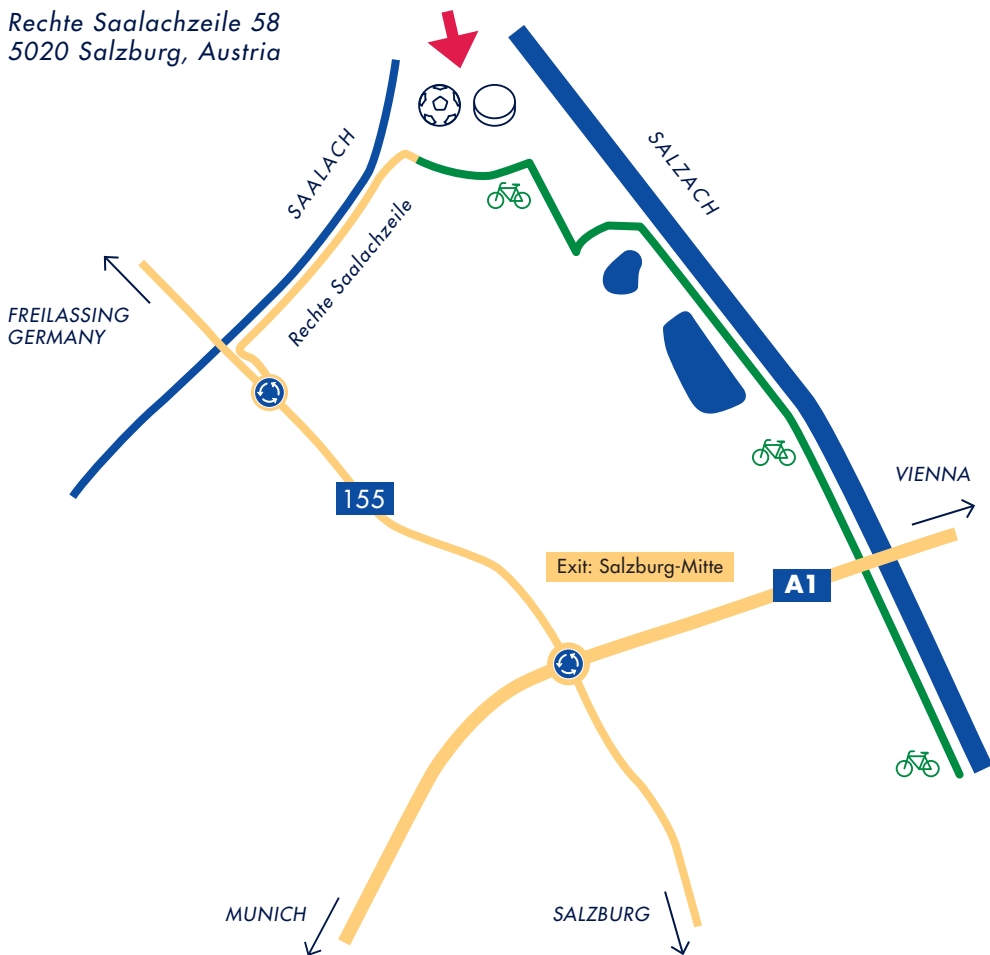 Rechte Saalachzeile 58
5020 Salzburg, Austria
SAALACH
SALZACH
Rechte Saalachzeile
FREILASSING
GERMANY
155
VIENNA
Exit: Salzburg-Mitte
A1
MUNICH
SALZBURG